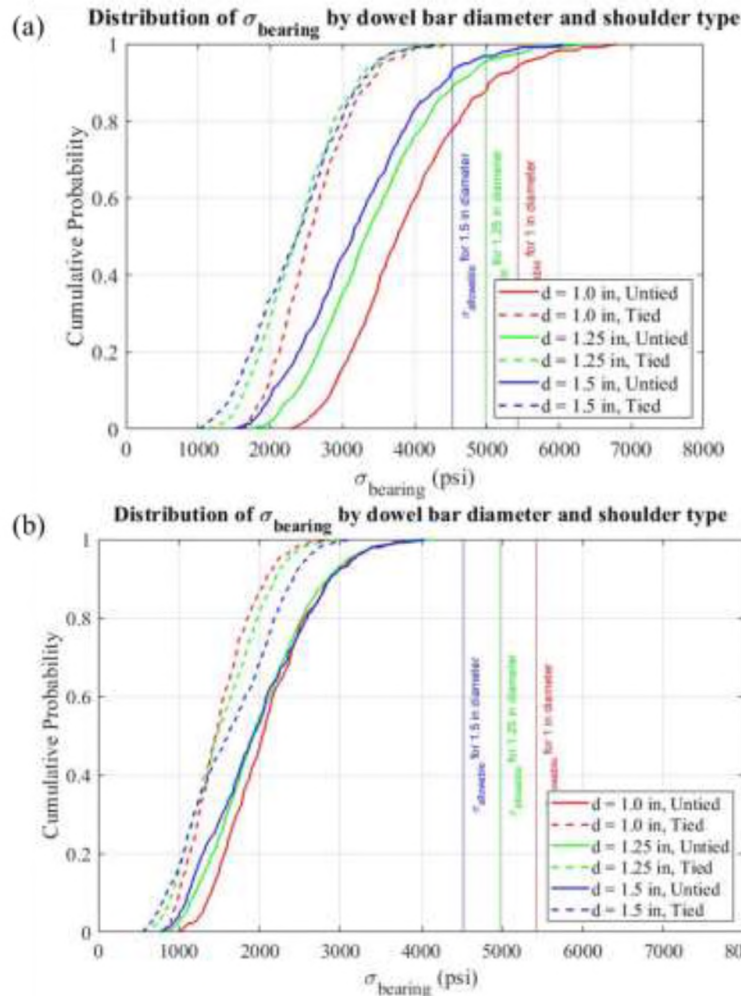 (a)
Distribution of σbearing by dowel bar diameter and shoulder type
1
0.8
0.6
0.4
0.2
0
Cumulative Probability
σallowable for 1.5 in diameter
for 1.25 in diameter
for 1 in diameter
d = 1.0 in, Untied
d = 1.0 in, Tied
d = 1.25 in, Untied
d = 1.25 in, Tied
d = 1.5 in, Untied
d = 1.5 in, Tied
0 1000 2000 3000 4000 5000 6000 7000 8000
σbearing (psi)
(b)
Distribution of σbearing by dowel bar diameter and shoulder type
1
0.8
0.6
0.4
0.2
0
Cumulative Probability
σallowable for 1.5 in diameter
σallowable for 1.25 in diameter
for 1 in diameter
d = 1.0 in, Untied
d = 1.0 in, Tied
d = 1.25 in, Untied
d = 1.25 in, Tied
d = 1.5 in, Untied
d = 1.5 in, Tied
0 1000 2000 3000 4000 5000 6000 7000
σbearing (psi)